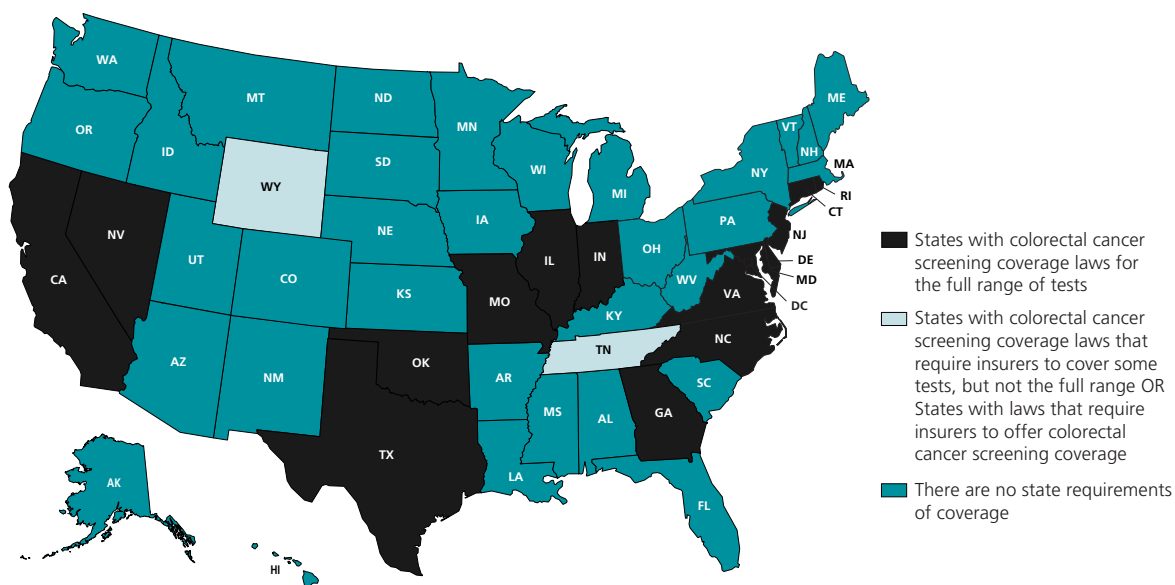 WA
MT
ND
MN
ME
OR
ID
SD
WI
MI
NY
VT
NH
MA
RI
CT
WY
NV
CA
UT
CO
NE
IA
KS
MO
IL
IN
OH
PA
NJ
DE
MD
DC
WV
VA
KY
NC
TN
SC
AZ
NM
OK
AR
TX
LA
MS
AL
GA
FL
AK
HI
States with colorectal cancer
screening coverage laws for
the full range of tests
States with colorectal cancer
screening coverage laws that
require insurers to cover some
tests, but not the full range OR
States with laws that require
insurers to offer colorectal
cancer screening coverage
There are no state requirements
of coverage